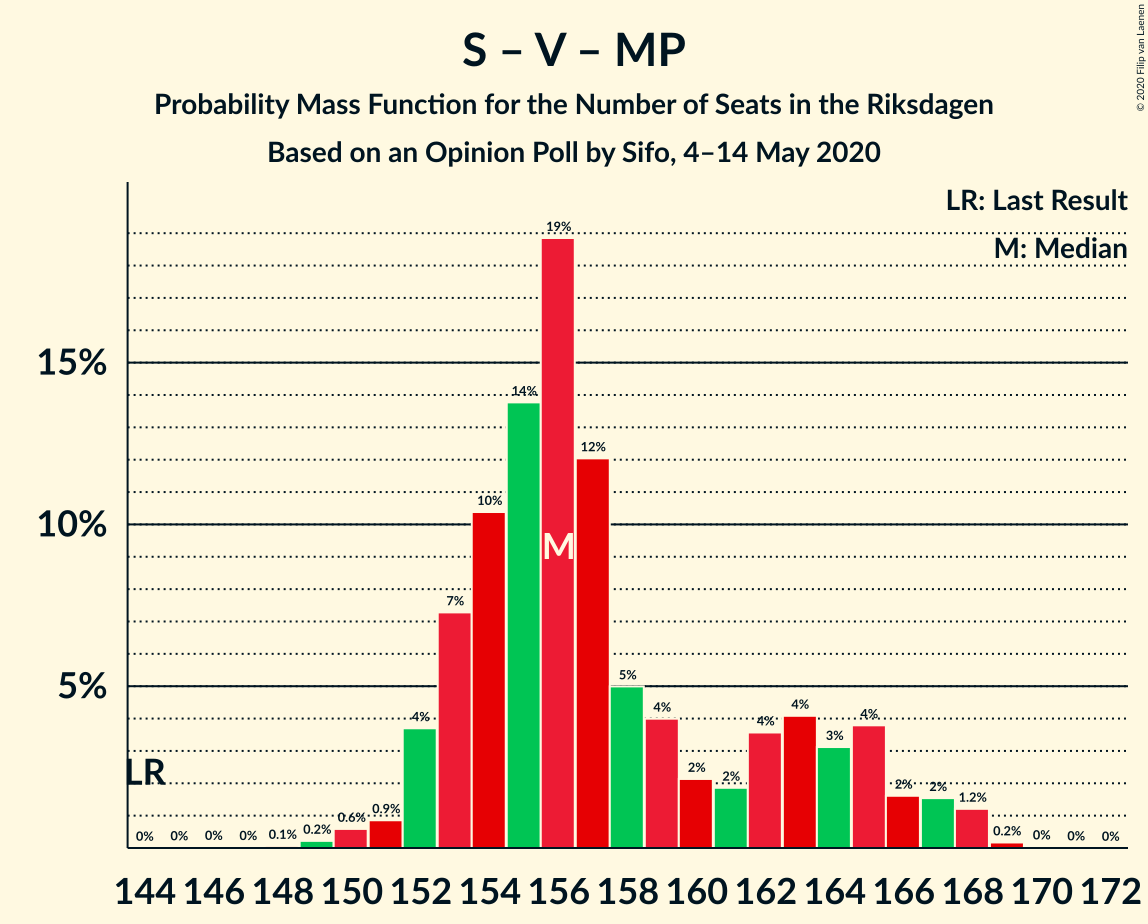 S – V – MP
Probability Mass Function for the Number of Seats in the Riksdagen
Based on an Opinion Poll by Sifo, 4–14 May 2020
© 2020 Filip van Laenen
LR: Last Result
M: Median
15%
10%
5%
LR
M
0% 0% 0% 0% 0.1% 0.2% 0.6% 0.9% 4% 7% 10% 14% 19% 12% 5% 4% 2% 2% 4% 4% 3% 4% 2% 2% 1.2% 0.2% 0% 0% 0%
144 146 148 150 152 154 156 158 160 162 164 166 168 170 172